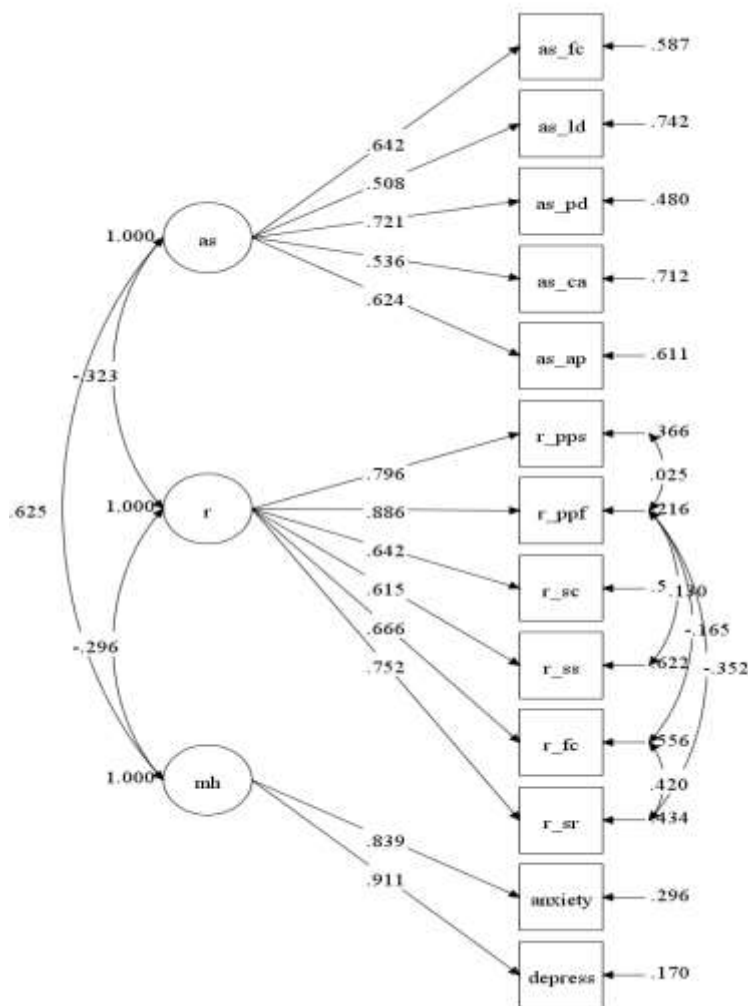 as_fc
.587
as_ld
.742
.642
.508
as_pd
.480
.721
1.000
as
.536
as_ca
.712
.624
as_ap
.611
-.323
r_pps
.366
.796
.025
1.000
r
.886
r_ppf
.216
.625
.642
r_sc
.5
.130
.615
-.165
.666
r_ss
.622
-.352
.752
-.296
r_fc
.556
1.000
mh
.420
r_sr
.434
.839
.911
anxiety
.296
depress
.170